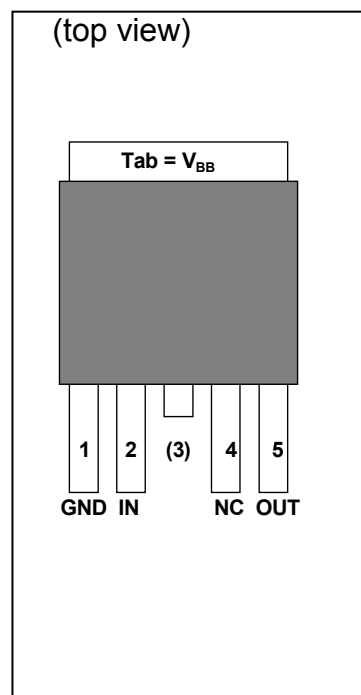 (top view)
Tab = V_BB
1 2 (3) 4 5
GND IN NC OUT